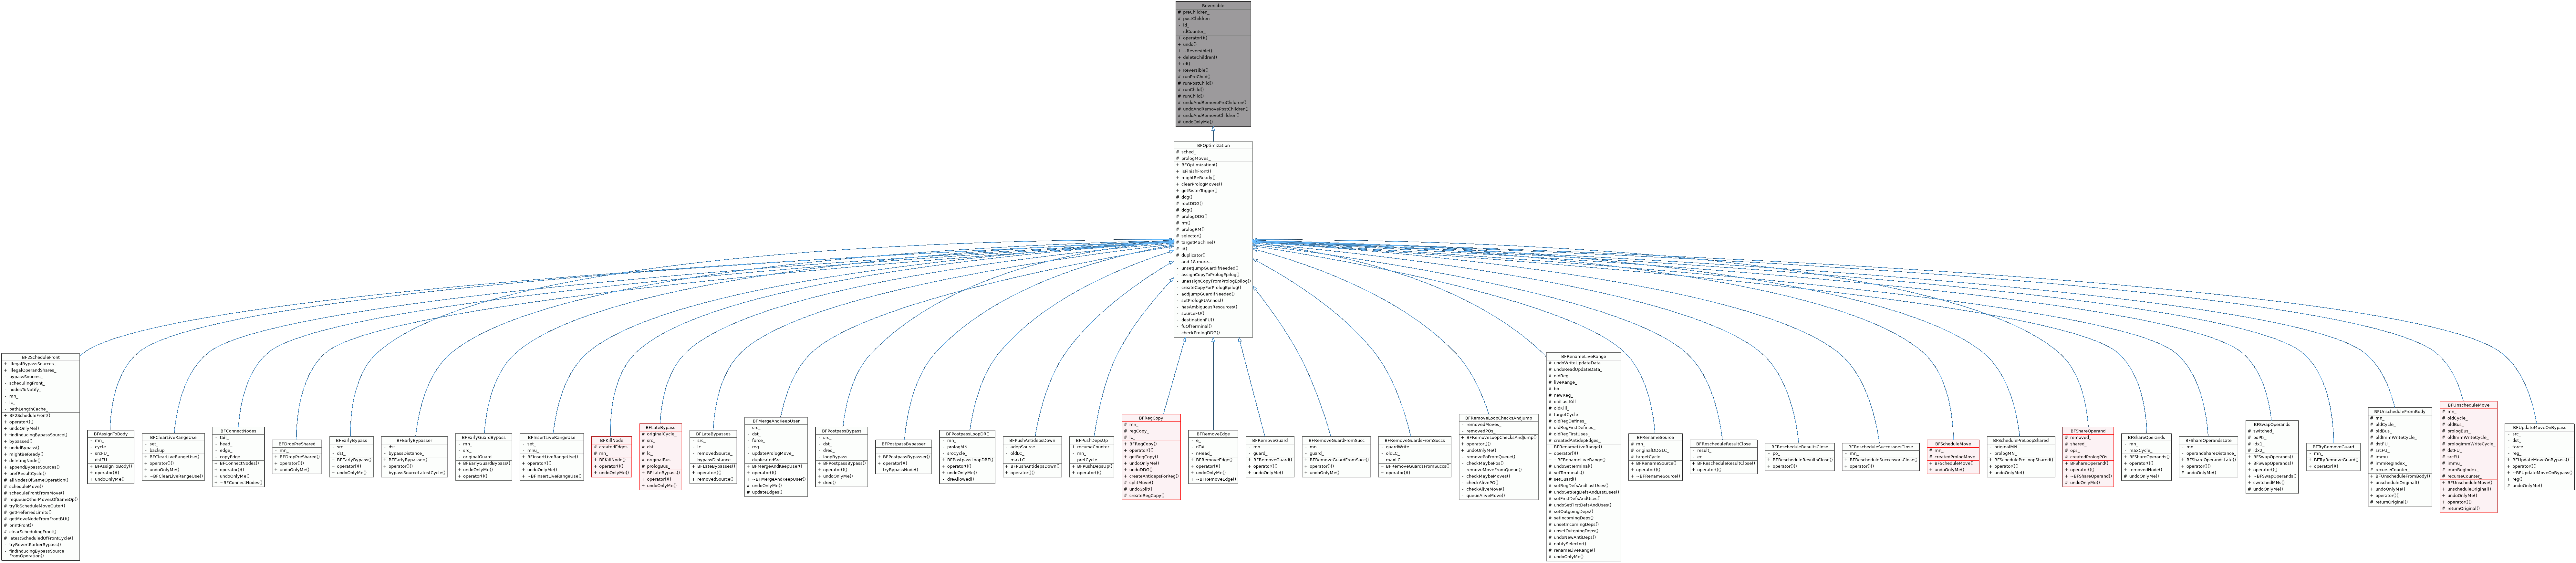 Reversible
# preChildren_
# postChildren_
- id_
- idCounter_
+ operator()()
+ undo()
+ ~Reversible()
+ deleteChildren()
+ id()
+ Reversible()
# runPreChild()
# runPostChild()
# runChild()
# runChild()
# undoAndRemovePreChildren()
# undoAndRemovePostChildren()
# undoAndRemoveChildren()
# undoOnlyMe()
BFOptimization
# sched_
# prologMoves_
+ BFOptimization()
+ isFinishFront()
+ mightBeReady()
+ clearPrologMoves()
+ getSisterTrigger()
# ddg()
# rootDDG()
# ddg()
# prologDDG()
# rm()
# prologRM()
# selector()
# targetMachine()
# ii()
# duplicator()
and 18 more...
- unsetJumpGuardIfNeeded()
- assignCopyToPrologEpilog()
- unassignCopyFromPrologEpilog()
- createCopyForPrologEpilog()
- addJumpGuardIfNeeded()
- setPrologFUAnnos()
- hasAmbiguousResources()
- sourceFU()
- destinationFU()
- fuOfTerminal()
- checkPrologDDG()
BF2ScheduleFront
+ illegalBypassSources_
+ illegalOperandShares_
- bypassSources_
- schedulingFront_
- nodesToNotify_
- mn_
- lc_
- pathLengthCache_
+ BF2ScheduleFront()
+ operator()()
+ undoOnlyMe()
+ findInducingBypassSource()
+ bypassed()
+ undoBypass()
+ mightBeReady()
+ deletingNode()
# appendBypassSources()
+ prefResultCycle()
# allNodesOfSameOperation()
# scheduleMove()
# scheduleFrontFromMove()
# requeueOtherMovesOfSameOp()
# tryToScheduleMoveOuter()
# getPreferredLimits()
# getMoveNodeFromFrontBU()
# printFront()
# clearSchedulingFront()
# latestScheduledOfFrontCycle()
- tryRevertEarlierBypass()
- findInducingBypassSource
FromOperation()
BFAssignToBody
- mn_
- cycle_
- srcFU_
- dstFU_
+ BFAssignToBody()
+ operator()()
+ undoOnlyMe()
BFClearLiveRangeUse
- set_
- backup
+ BFClearLiveRangeUse()
+ operator()()
+ undoOnlyMe()
+ ~BFClearLiveRangeUse()
BFConnectNodes
- tail_
- head_
- edge_
- copyEdge_
+ BFConnectNodes()
+ operator()()
+ undoOnlyMe()
+ ~BFConnectNodes()
BFDropPreShared
- mn_
+ BFDropPreShared()
+ operator()()
+ undoOnlyMe()
BFEarlyBypass
- src_
- dst_
+ BFEarlyBypass()
+ operator()()
+ undoOnlyMe()
BFEarlyBypasser
- dst_
- bypassDistance_
+ BFEarlyBypasser()
+ operator()()
- bypassSourceLatestCycle()
BFEarlyGuardBypass
- mn_
- src_
- originalGuard_
+ BFEarlyGuardBypass()
+ undoOnlyMe()
+ operator()()
BFInsertLiveRangeUse
- set_
- mnu_
+ BFInsertLiveRangeUse()
+ operator()()
+ undoOnlyMe()
+ ~BFInsertLiveRangeUse()
BFKillNode
# createdEdges_
# mn_
+ BFKillNode()
+ operator()()
+ undoOnlyMe()
BFLateBypass
# originalCycle_
# src_
# dst_
# lc_
# originalBus_
# prologBus_
+ BFLateBypass()
+ operator()()
+ undoOnlyMe()
BFLateBypasses
- src_
- dst_
- lc_
- removedSource_
- bypassDistance_
+ BFLateBypasses()
+ operator()()
+ removedSource()
BFMergeAndKeepUser
- src_
- dst_
- force_
- reg_
- updateProlog_
- duplicatedIn_
+ BFMergeAndKeepUser()
+ operator()()
+ ~BFMergeAndKeepUser()
# undoOnlyMe()
# updateEdges()
BFPostpassBypass
- src_
- dst_
- dred_
- loopBypass_
+ BFPostpassBypass()
+ operator()()
+ undoOnlyMe()
+ dred()
BFPostpassBypasser
+ BFPostpassBypasser()
+ operator()()
- tryBypassNode()
BFPostpassLoopDRE
- mn_
- prologMN_
- srcCycle_
+ BFPostpassLoopDRE()
+ operator()()
- dreAllowed()
BFPushAntidepsDown
- adepSource_
- oldLC_
- maxLC_
+ BFPushAntidepsDown()
+ operator()()
BFPushDepsUp
- recurseCounter_
- mn_
- prefCycle_
+ BFPushDepsUp()
+ operator()()
BFRegCopy
# mn_
# regCopy_
# lc_
+ BFRegCopy()
+ operator()()
+ getRegCopy()
+ undoOnlyMe()
+ undoDDG()
# createAntidepsForReg()
# splitMove()
# undoSplit()
# createRegCopy()
BFRemoveEdge
- e_
- nTail_
- nHead_
+ BFRemoveEdge()
+ operator()()
+ undoOnlyMe()
+ ~BFRemoveEdge()
BFRemoveGuard
- mn_
- guard_
+ BFRemoveGuard()
+ operator()()
+ undoOnlyMe()
BFRemoveGuardFromSucc
- mn_
- guard_
+ BFRemoveGuardFromSucc()
+ operator()()
+ undoOnlyMe()
BFRemoveGuardsFromSuccs
- guardWrite_
- oldLC_
- maxLC_
+ BFRemoveGuardsFromSucc()
+ operator()()
BFRemoveLoopChecksAndJump
- removedMoves_
- removedPOs_
+ BFRemoveLoopChecksAndJump()
+ operator()()
+ undoOnlyMe()
- checkMaybePo()
- removePoFromQueue()
- removeMoveFromQueue()
- checkMaybeMoves()
- checkAlivePO()
- checkAliveMove()
- queueAliveMove()
BFRenameLiveRange
# undoWriteUpdateData_
# undoReadUpdateData_
# oldReg_
# liveRange_
# bb_
# newReg_
# oldLastKill_
# oldKill_
# targetCycle_
# oldRegDefines_
# oldRegFirstDefines_
# oldRegFirstUses_
# createdAntidepEdges_
+ BFRenameLiveRange()
+ operator()()
+ ~BFRenameLiveRange()
# setTerminals()
# undoSetTerminal()
# setGuard()
# setRegDefsAndLastUses()
# undoSetRegDefsAndLastUses()
# setFirstDefAndUses()
# undoSetFirstDefsAndUses()
# setOutgoingDeps()
# setIncomingDeps()
# unsetIncomingDeps()
# unsetOutgoingDeps()
# undoNewAntiDeps()
# notifySelector()
# renameLiveRange()
# undoOnlyMe()
BFRenameSource
# mn_
# originalDDGLC_
# targetCycle_
+ BFRenameSource()
+ operator()()
+ ~BFRenameSource()
BFRescheduleResultClose
- result_
- ec_
+ BFRescheduleResultClose()
+ operator()()
BFRescheduleResultsClose
- po_
+ BFRescheduleResultsClose()
+ operator()()
BFRescheduleSuccessorsClose
- mn_
+ BFRescheduleSuccessorsClose()
+ operator()()
BFScheduleMove
# mn_
# createdPrologMove_
+ BFScheduleMove()
# undoOnlyMe()
BFSchedulePreLoopShared
- originalMN_
- prologMN_
+ BFSchedulePreLoopShared()
+ operator()()
+ undoOnlyMe()
BFShareOperand
# removed_
# shared_
# ops_
# createdPrologPOs_
+ BFShareOperand()
+ operator()()
+ ~BFShareOperand()
# undoOnlyMe()
BFShareOperands
- mn_
- maxCycle_
+ BFShareOperands()
+ operator()()
+ removedNode()
# undoOnlyMe()
BFShareOperandsLate
- mn_
- operandShareDistance_
+ BFShareOperandsLate()
+ operator()()
# undoOnlyMe()
BFSwapOperands
# switched_
# poMtr_
# idx1_
# idx2_
+ BFSwapOperands()
+ BFSwapOperands()
+ operator()()
+ switchedMNs()
# undoOnlyMe()
BFTryRemoveGuard
- mn_
+ BFTryRemoveGuard()
+ operator()()
BFUnscheduleFromBody
# mn_
# oldCycle_
# oldBus_
# oldImmWriteCycle_
# dstFU_
# srcFU_
# immu_
# immRegIndex_
# recurseCounter_
+ BFUnscheduleFromBody()
+ unscheduleOriginal()
+ undoOnlyMe()
+ operator()()
# returnOriginal()
BFUnscheduleMove
# mn_
# oldCycle_
# oldBus_
# prologBus_
# oldImmWriteCycle_
# prologImmWriteCycle_
# dstFU_
# srcFU_
# immu_
# immRegIndex_
# recurseCounter_
+ BFUnscheduleMove()
+ unscheduleOriginal()
+ undoOnlyMe()
+ operator()()
# returnOriginal()
BFUpdateMoveOnBypass
- src_
- dst_
- force_
- reg_
+ BFUpdateMoveOnBypass()
+ operator()()
+ ~BFUpdateMoveOnBypass()
+ reg()
# undoOnlyMe()